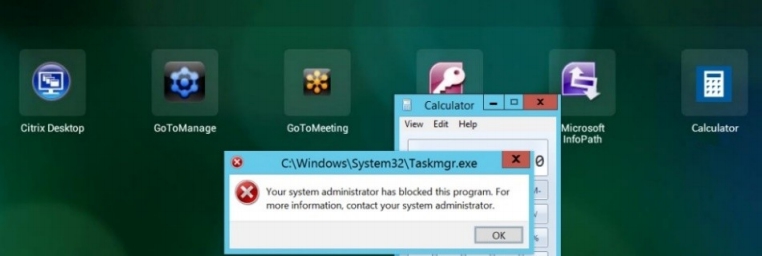 Citrix Desktop
GoToManage
GoToMeeting
Microsoft
InfoPath
Calculator
Calculator
View Edit Help
0
C:\Windows\System32\Taskmgr.exe
Your system administrator has blocked this program. For
more information, contact your system administrator.
OK
M-
%